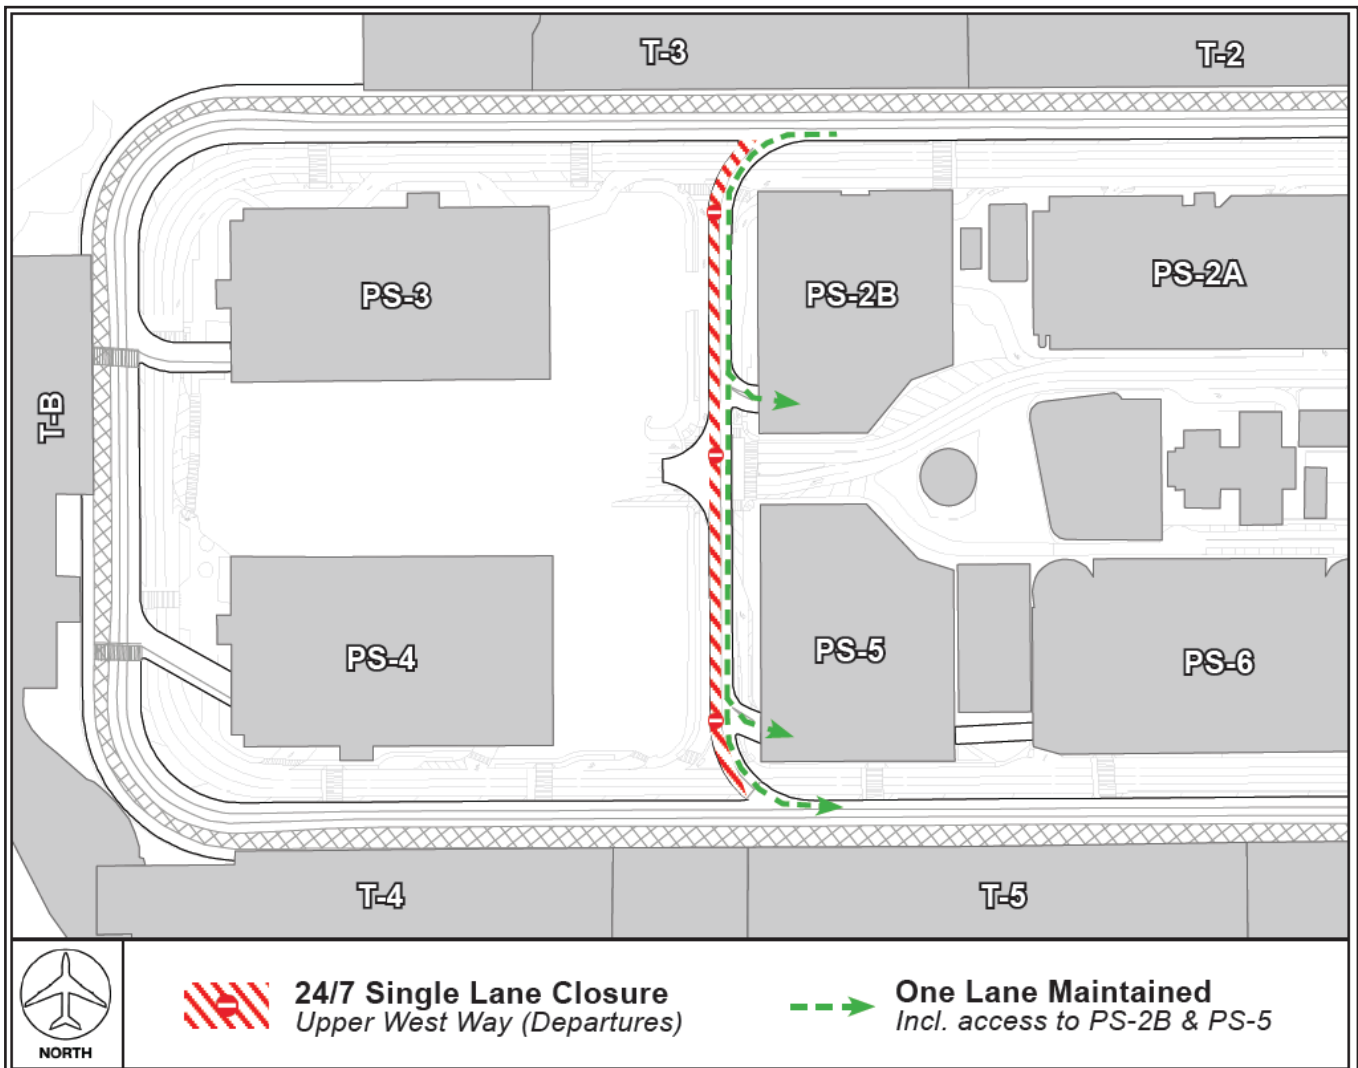 T-3
T-2
PS-3
PS-2B
PS-2A
T-B
PS-4
PS-5
PS-6
T-4
T-5
NORTH
24/7 Single Lane Closure
Upper West Way (Departures)
One Lane Maintained
Incl. access to PS-2B & PS-5